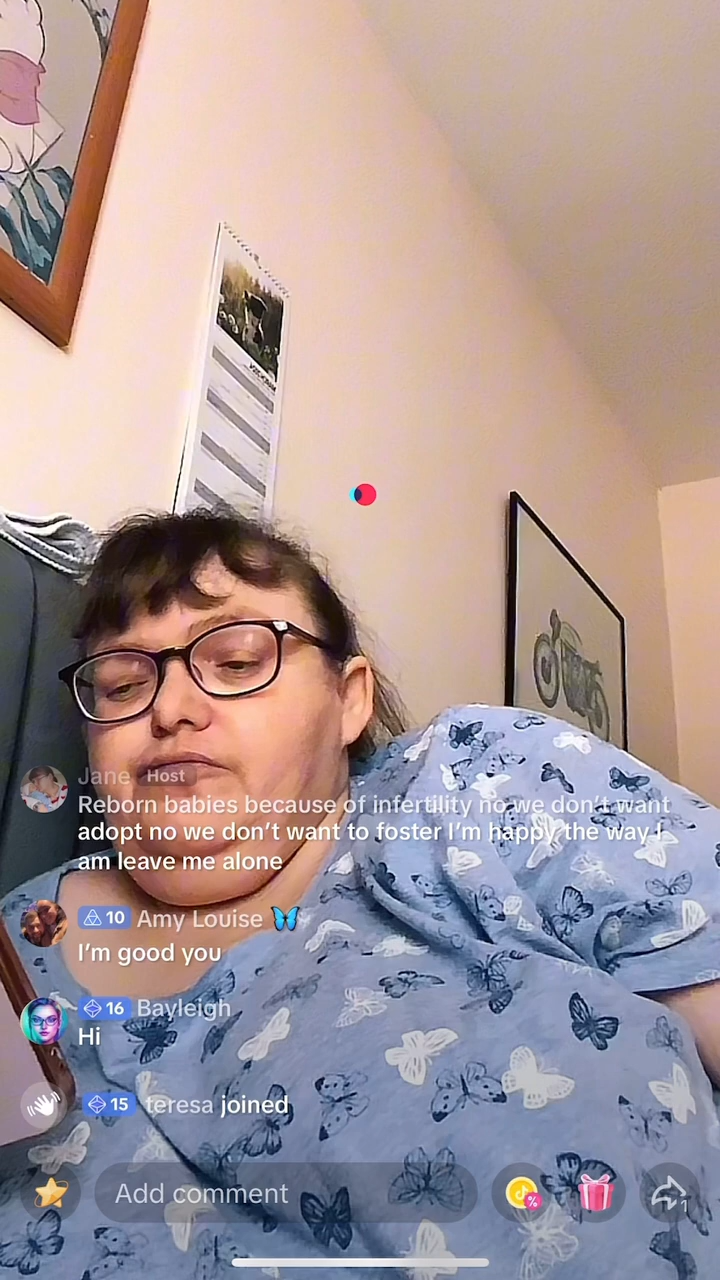 Jane Host
Reborn babies because of infertility no we don't want
adopt no we don't want to foster I'm happy the way I
am leave me alone
10 Amy Louise 🦋
I'm good you
16 Bayleigh
Hi
15 teresa joined
Add comment
1